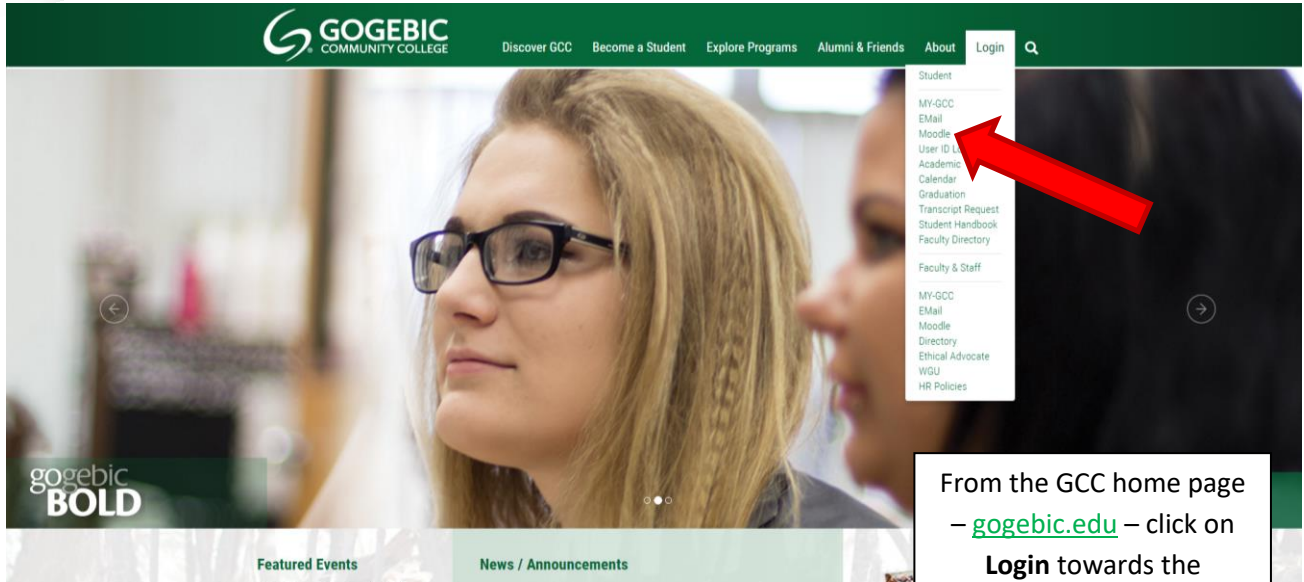 GOGEBIC
COMMUNITY COLLEGE
Discover GCC Become a Student Explore Programs Alumni & Friends About Login
Student
MY-GCC
EMail
Moodle
User ID
Academic
Calendar
Graduation
Transcript Request
Student Handbook
Faculty Directory
Faculty & Staff
MY-GCC
EMail
Moodle
Directory
Ethical Advocate
WGU
HR Policies
gogebic
BOLD
From the GCC home page
– gogebic.edu – click on
Login towards the
Featured Events News / Announcements